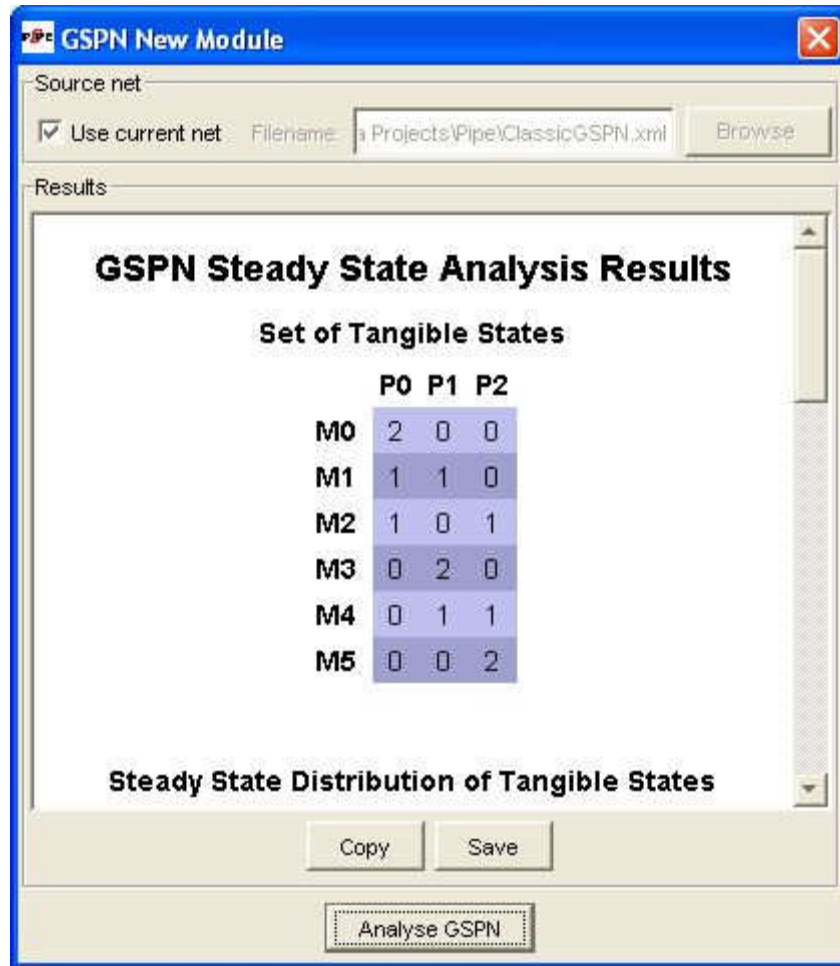 GSPN New Module
Source net
Use current net Filename: a Projects\Pipe\ClassicGSPN.xml Browse
Results
GSPN Steady State Analysis Results
Set of Tangible States
P0 P1 P2
M0 2 0 0
M1 1 1 0
M2 1 0 1
M3 0 2 0
M4 0 1 1
M5 0 0 2
Steady State Distribution of Tangible States
Copy Save
Analyse GSPN